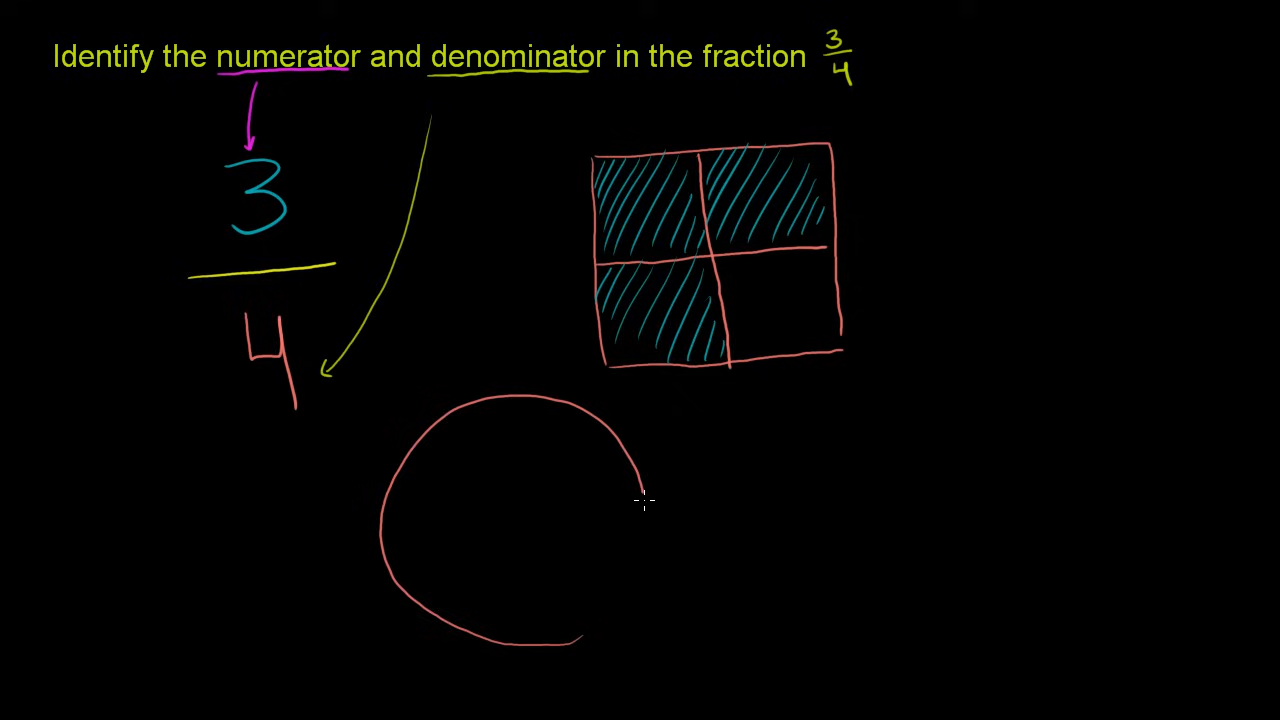 Identify the numerator and denominator in the fraction 3/4
3
4